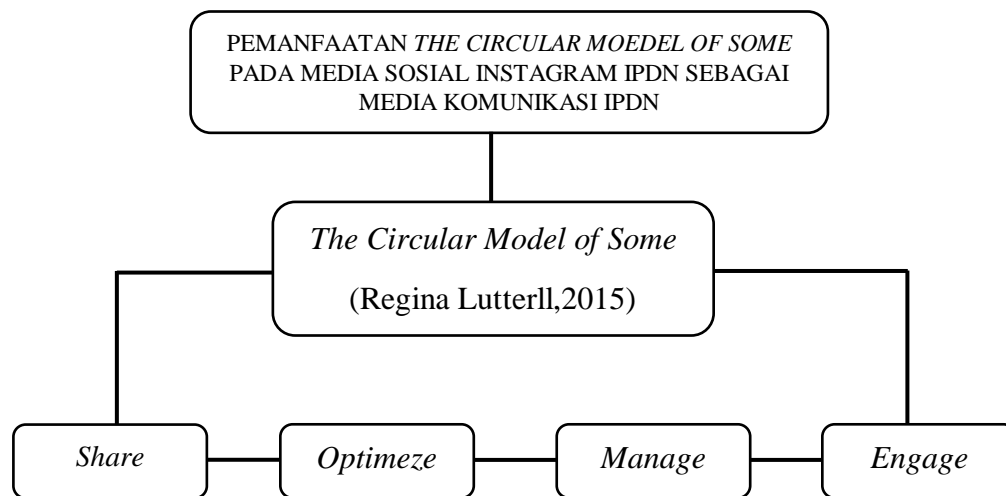 PEMANFAATAN THE CIRCULAR MOEDEL OF SOME
PADA MEDIA SOSIAL INSTAGRAM IPDN SEBAGAI
MEDIA KOMUNIKASI IPDN
The Circular Model of Some
(Regina Lutterll,2015)
Share
Optimeze
Manage
Engage